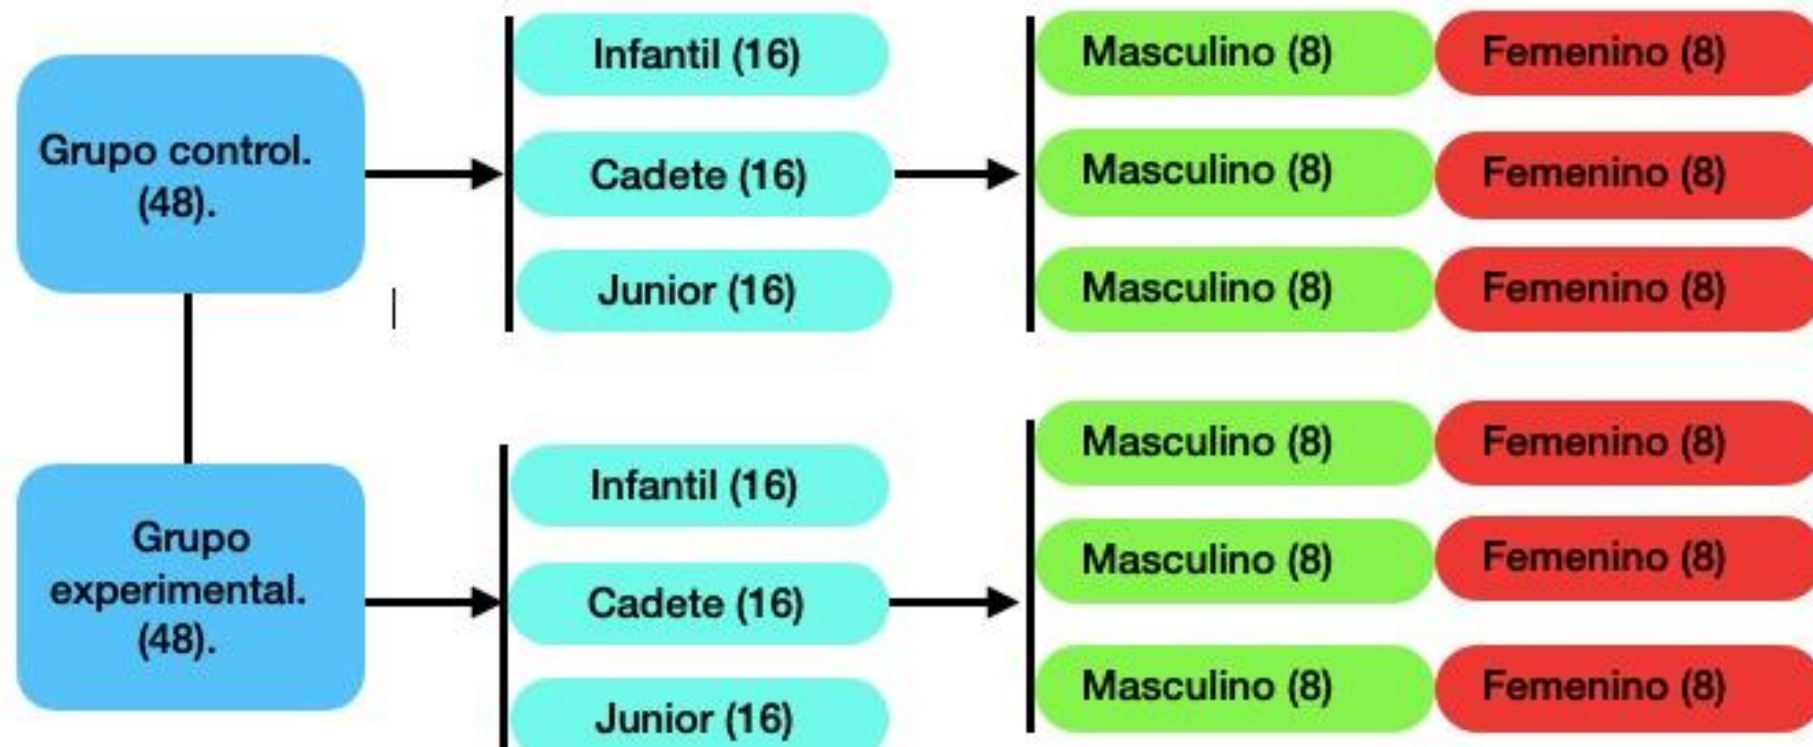 Grupo control.
(48).
Infantil (16)
Cadete (16)
Junior (16)
Masculino (8) Femenino (8)
Masculino (8) Femenino (8)
Masculino (8) Femenino (8)
Grupo
experimental.
(48).
Infantil (16)
Cadete (16)
Junior (16)
Masculino (8) Femenino (8)
Masculino (8) Femenino (8)
Masculino (8) Femenino (8)